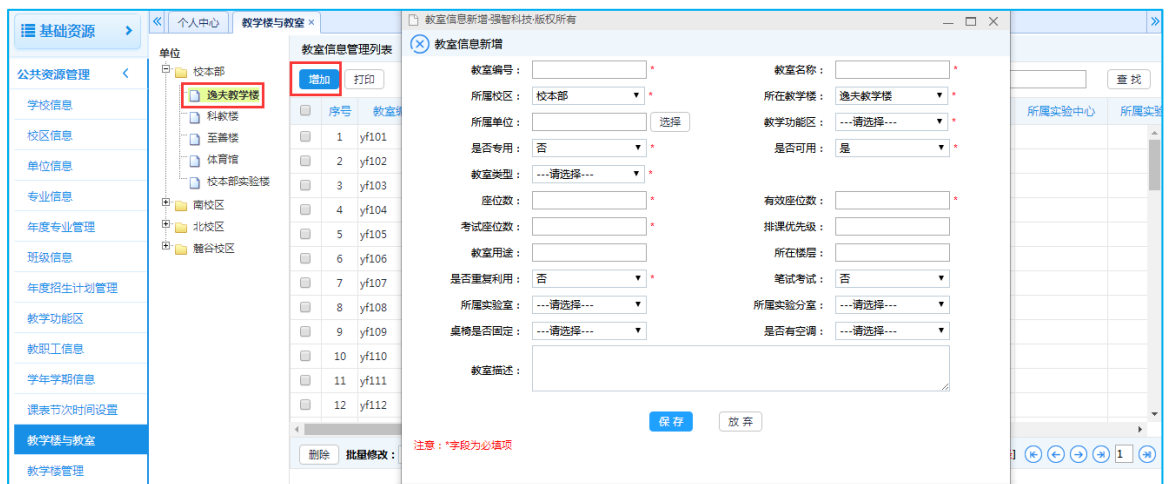 基础资源
公共资源管理
学校信息
校区信息
单位信息
专业信息
年度专业管理
班级信息
年度招生计划管理
教学功能区
教职工信息
学年学期信息
课表节次时间设置
教学楼与教室
教学楼管理
个人中心 教学楼与教室 ×
单位
校本部
逸夫教学楼
科教楼
至善楼
体育馆
校本部实验楼
南校区
北校区
麓谷校区
教室信息管理列表
增加 打印 查 找
序号 教室 所属实验中心 所属实
1 yf101
2 yf102
3 yf103
4 yf104
5 yf105
6 yf106
7 yf107
8 yf108
9 yf109
10 yf110
11 yf111
12 yf112
删除 批量修改： 1
教室信息新增-强智科技·版权所有
教室信息新增
教室编号： * 教室名称： *
所属校区： 校本部 * 所在教学楼： 逸夫教学楼 *
所属单位： 选择 教学功能区： ---请选择--- *
是否专用： 否 * 是否可用： 是 *
教室类型： ---请选择--- *
座位数： * 有效座位数： *
考试座位数： * 排课优先级：
教室用途： 所在楼层：
是否重复利用： 否 * 笔试考试： 否
所属实验室： ---请选择--- 所属实验分室： ---请选择---
桌椅是否固定： ---请选择--- 是否有空调： ---请选择---
教室描述：
保 存 放 弃
注意：*字段为必填项